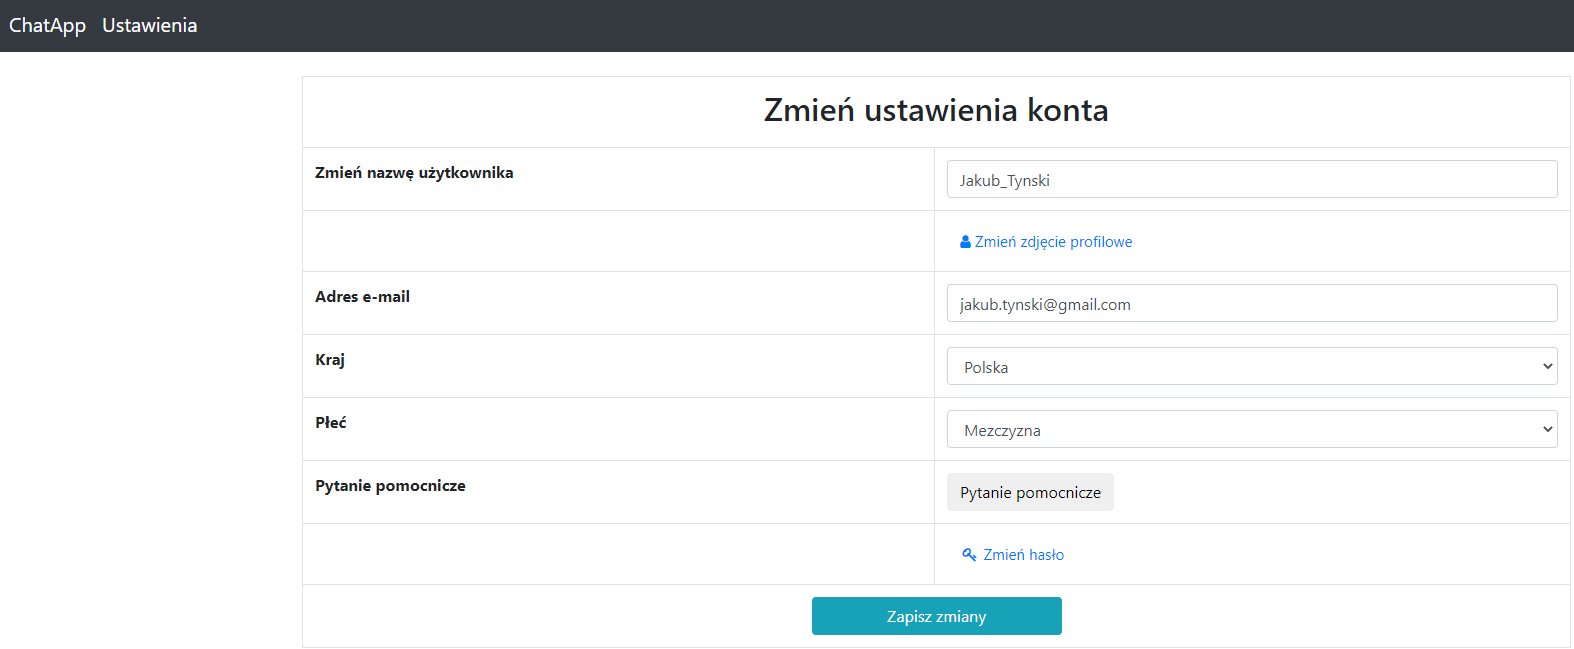 ChatApp Ustawienia
Zmień ustawienia konta
Zmień nazwę użytkownika Jakub_Tynski
Zmień zdjęcie profilowe
Adres e-mail jakub.tynski@gmail.com
Kraj Polska
Płeć Mezczyzna
Pytanie pomocnicze Pytanie pomocnicze
Zmień hasło
Zapisz zmiany